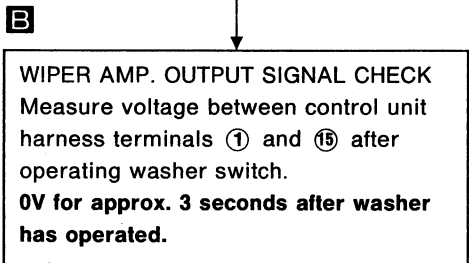 B
WIPER AMP. OUTPUT SIGNAL CHECK
Measure voltage between control unit
harness terminals ① and ⑮ after
operating washer switch.
0V for approx. 3 seconds after washer
has operated.